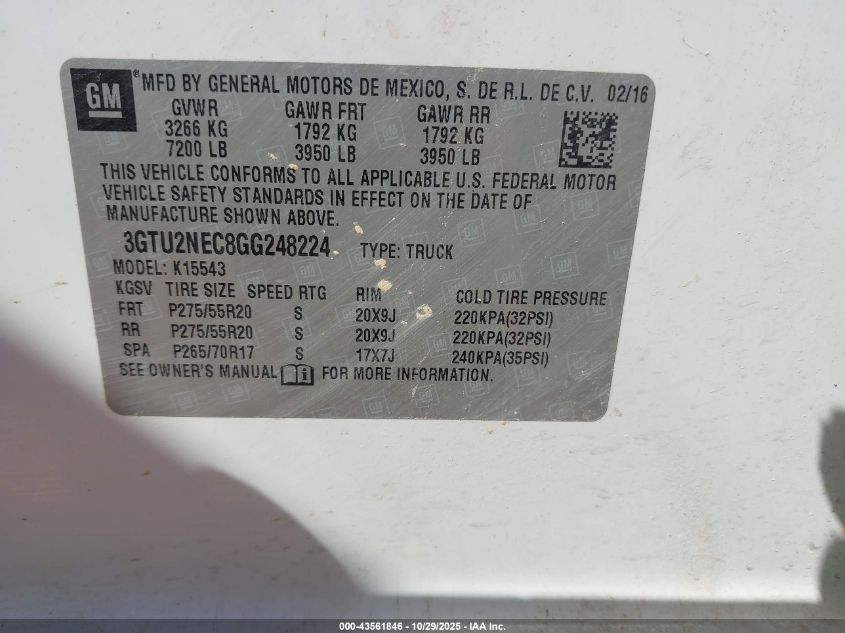 GM
MFD BY GENERAL MOTORS DE MEXICO, S. DE R.L. DE C.V. 02/16
GVWR GAWR FRT GAWR RR
3266 KG 1792 KG 1792 KG
7200 LB 3950 LB 3950 LB
THIS VEHICLE CONFORMS TO ALL APPLICABLE U.S. FEDERAL MOTOR
VEHICLE SAFETY STANDARDS IN EFFECT ON THE DATE OF
MANUFACTURE SHOWN ABOVE.
3GTU2NEC8GG248224 TYPE: TRUCK
MODEL: K15543
KGSV TIRE SIZE SPEED RTG RIM COLD TIRE PRESSURE
FRT P275/55R20 S 20X9J 220KPA(32PSI)
RR P275/55R20 S 20X9J 220KPA(32PSI)
SPA P265/70R17 S 17X7J 240KPA(35PSI)
SEE OWNER'S MANUAL FOR MORE INFORMATION.
000-43561846 - 10/29/2025 - IAA Inc.